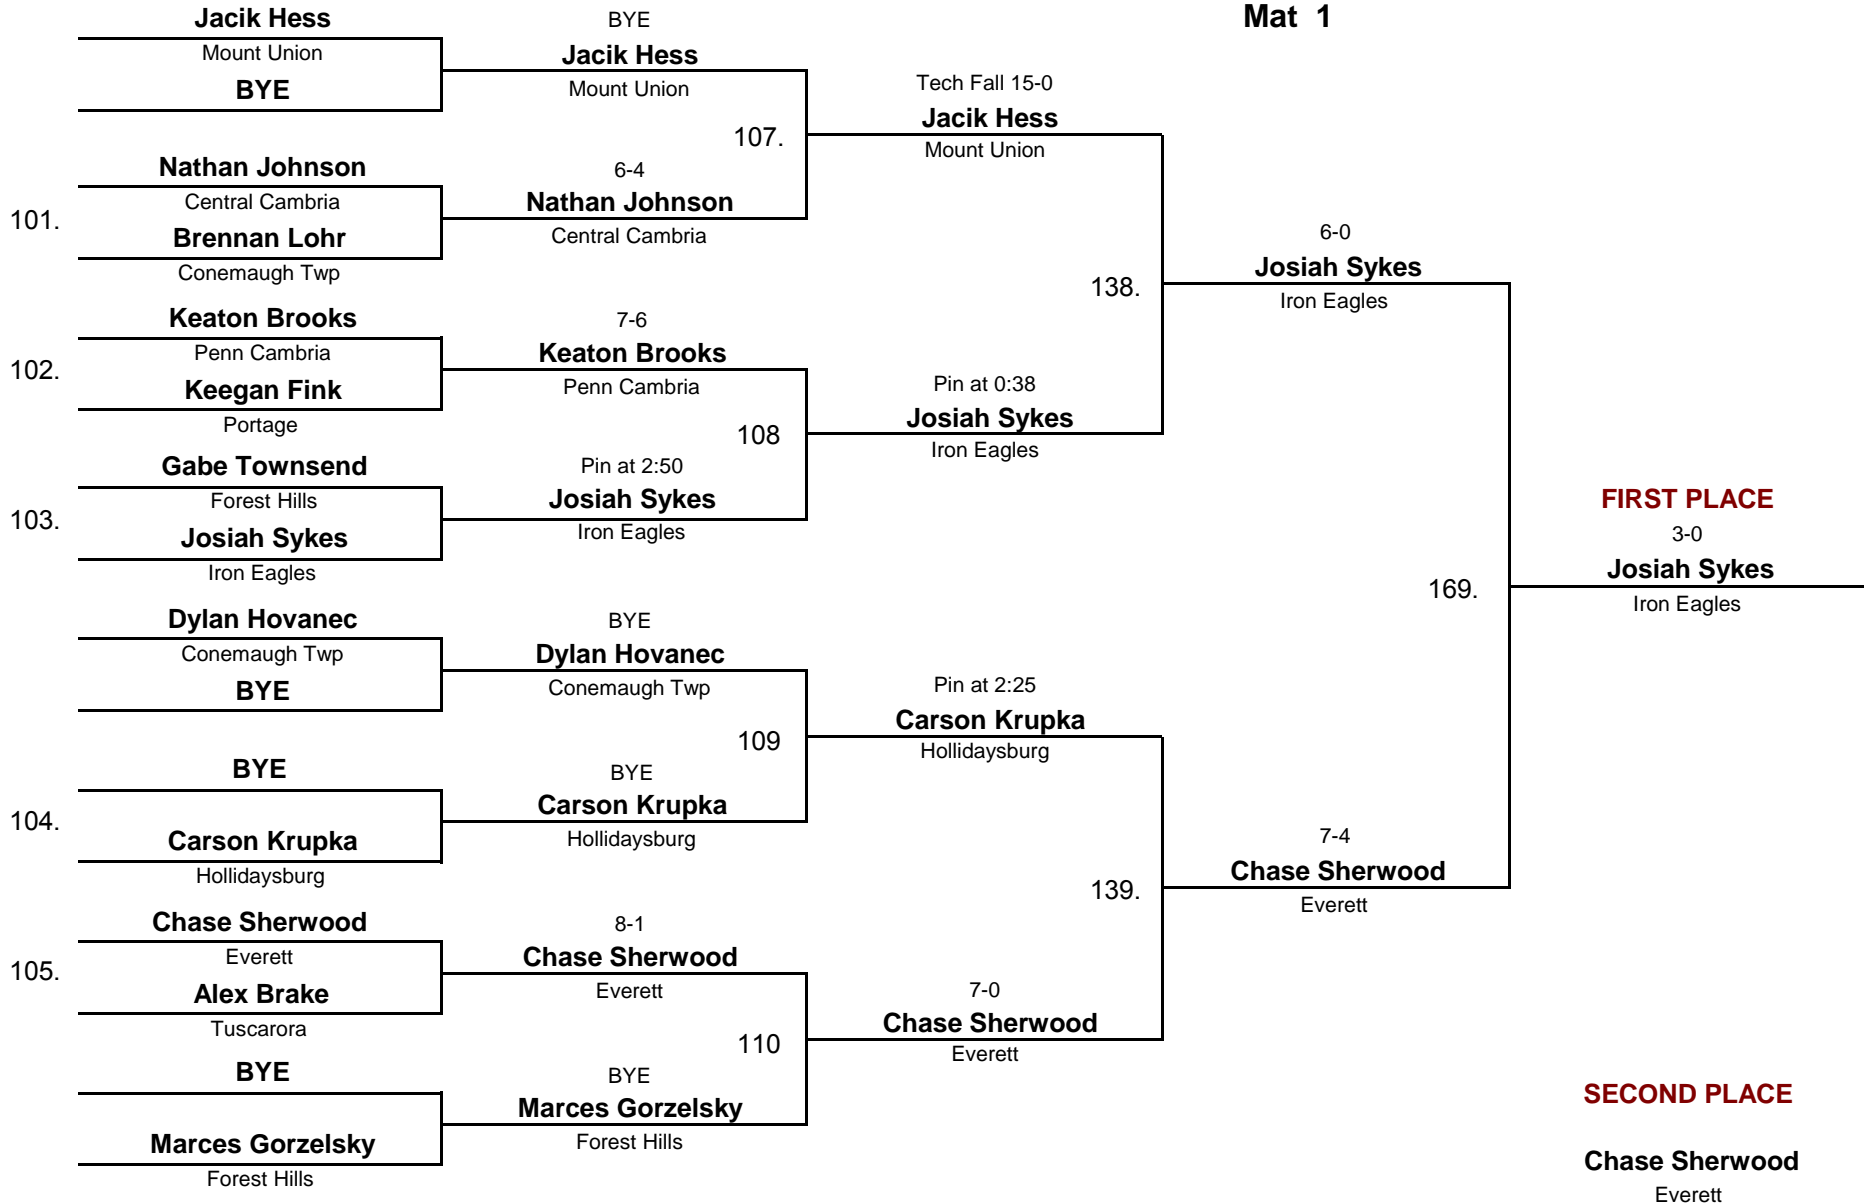 Mat 1
Jacik Hess
Mount Union
BYE
101.
Nathan Johnson
Central Cambria
Brennan Lohr
Conemaugh Twp
102.
Keaton Brooks
Penn Cambria
Keegan Fink
Portage
103.
Gabe Townsend
Forest Hills
Josiah Sykes
Iron Eagles
Dylan Hovanec
Conemaugh Twp
BYE
104.
BYE
Carson Krupka
Hollidaysburg
105.
Chase Sherwood
Everett
Alex Brake
Tuscarora
BYE
Marces Gorzelsky
Forest Hills
BYE
Jacik Hess
Mount Union
107.
6-4
Nathan Johnson
Central Cambria
7-6
Keaton Brooks
Penn Cambria
108
Pin at 2:50
Josiah Sykes
Iron Eagles
BYE
Dylan Hovanec
Conemaugh Twp
109
BYE
Carson Krupka
Hollidaysburg
8-1
Chase Sherwood
Everett
110
BYE
Marces Gorzelsky
Forest Hills
Tech Fall 15-0
Jacik Hess
Mount Union
138.
Pin at 0:38
Josiah Sykes
Iron Eagles
Pin at 2:25
Carson Krupka
Hollidaysburg
139.
7-0
Chase Sherwood
Everett
6-0
Josiah Sykes
Iron Eagles
169.
7-4
Chase Sherwood
Everett
FIRST PLACE
3-0
Josiah Sykes
Iron Eagles
SECOND PLACE
Chase Sherwood
Everett